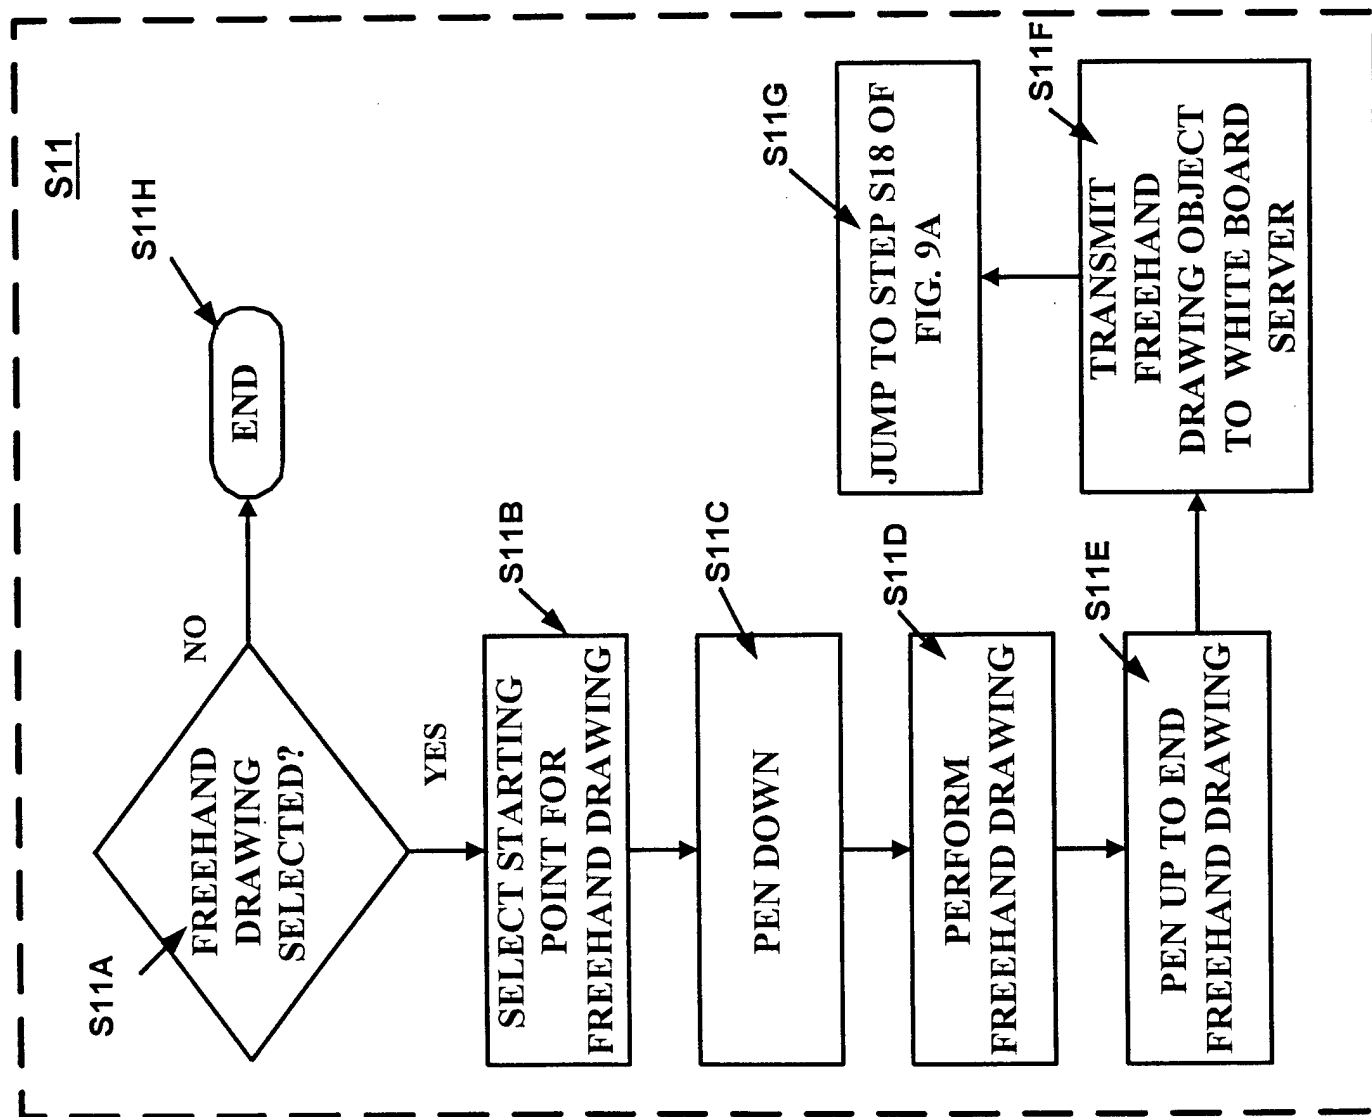 S11
S11A
FREEHAND
DRAWING
SELECTED?
NO
S11H
END
YES
S11B
SELECT STARTING
POINT FOR
FREEHAND DRAWING
S11C
PEN DOWN
S11D
PERFORM
FREEHAND DRAWING
S11E
PEN UP TO END
FREEHAND DRAWING
S11F
TRANSMIT
FREEHAND
DRAWING OBJECT
TO WHITE BOARD
SERVER
S11G
JUMP TO STEP S18 OF
FIG. 9A